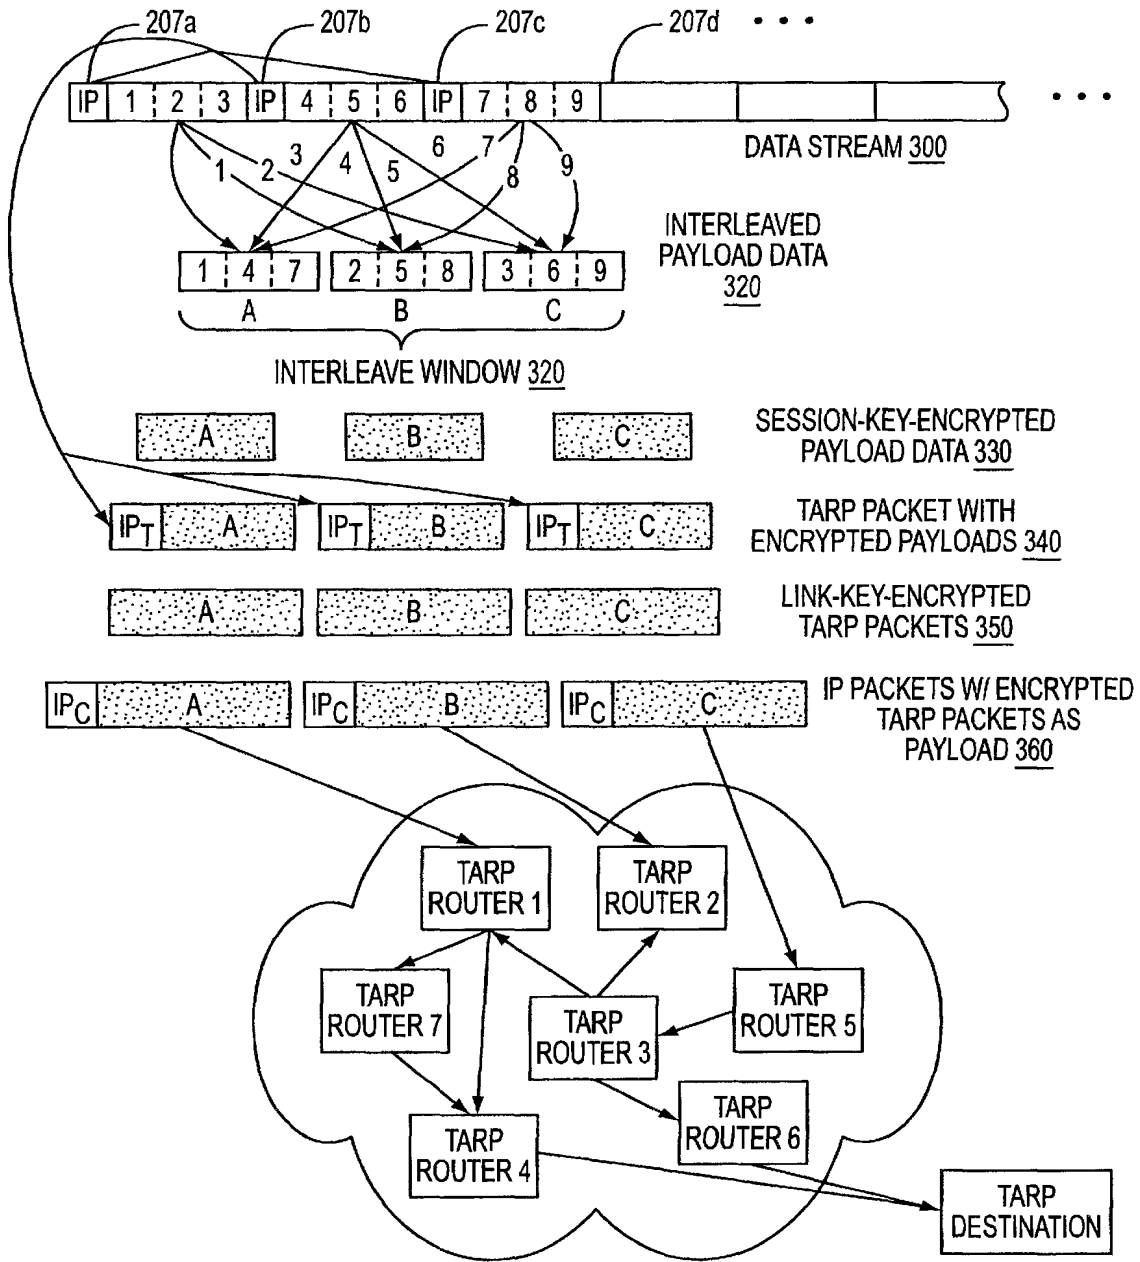 207a 207b 207c 207d • • •
IP 1 2 3 IP 4 5 6 IP 7 8 9 • • •
DATA STREAM 300
1 2 3 4 5 6 7 8 9
INTERLEAVED
PAYLOAD DATA
320
1 4 7 2 5 8 3 6 9
A B C
INTERLEAVE WINDOW 320
A B C
SESSION-KEY-ENCRYPTED
PAYLOAD DATA 330
IPT A IPT B IPT C
TARP PACKET WITH
ENCRYPTED PAYLOADS 340
A B C
LINK-KEY-ENCRYPTED
TARP PACKETS 350
IPC A IPC B IPC C
IP PACKETS W/ ENCRYPTED
TARP PACKETS AS
PAYLOAD 360
TARP
ROUTER 1
TARP
ROUTER 2
TARP
ROUTER 7
TARP
ROUTER 3
TARP
ROUTER 5
TARP
ROUTER 4
TARP
ROUTER 6
TARP
DESTINATION